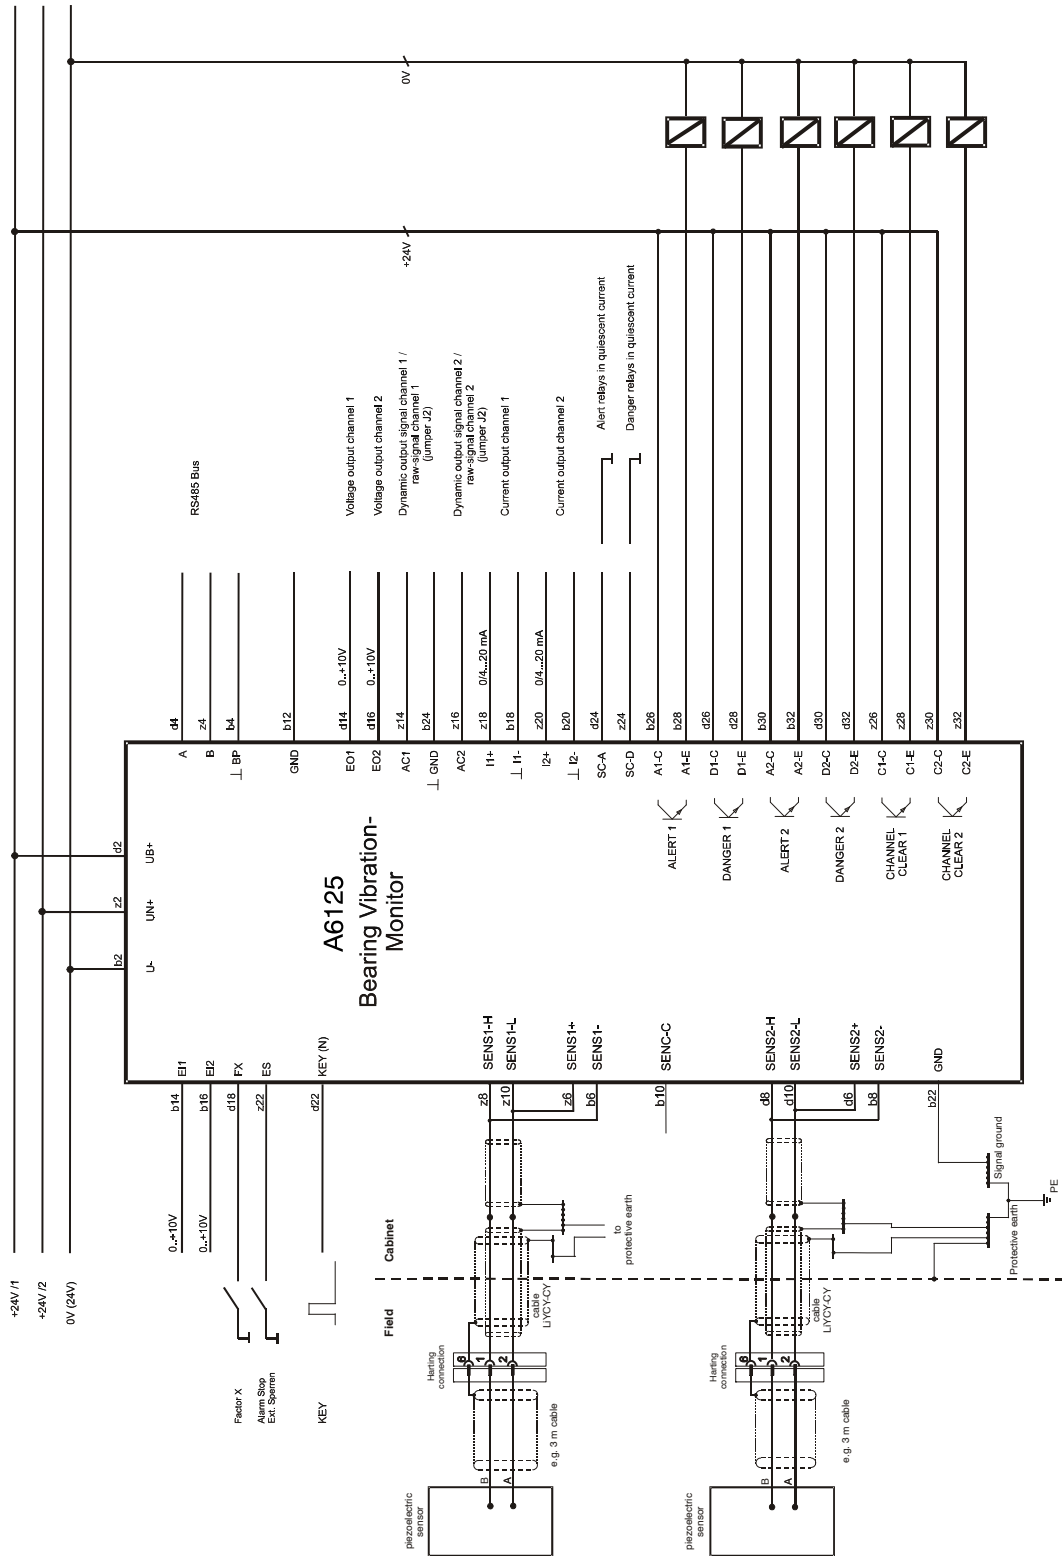 +24V /1
+24V /2
0V (24V)
0V
+24V
Factor X
Alarm Stop
Ext. Sperren
KEY
0..+10V
0..+10V
b14
b16
d18
z22
d22
EI1
EI2
FX
ES
KEY (N)
b2
z2
d2
U-
UN+
UB+
A6125
Bearing Vibration-
Monitor
A
B
⊥ BP
GND
EO1
EO2
AC1
⊥ GND
AC2
I1+
⊥ I1-
I2+
⊥ I2-
SC-A
SC-D
A1-C
A1-E
D1-C
D1-E
A2-C
A2-E
D2-C
D2-E
C1-C
C1-E
C2-C
C2-E
d4
z4
b4
b12
d14
d16
z14
b24
z16
z18
b18
z20
b20
d24
z24
b26
b28
d26
d28
b30
b32
d30
d32
z26
z28
z30
z32
0..+10V
0..+10V
0/4...20 mA
0/4...20 mA
RS485 Bus
Voltage output channel 1
Voltage output channel 2
Dynamic output signal channel 1 /
raw-signal channel 1
(jumper J2)
Dynamic output signal channel 2 /
raw-signal channel 2
(jumper J2)
Current output channel 1
Current output channel 2
Alert relays in quiescent current
Danger relays in quiescent current
ALERT 1
DANGER 1
ALERT 2
DANGER 2
CHANNEL
CLEAR 1
CHANNEL
CLEAR 2
SENS1-H
SENS1-L
SENS1+
SENS1-
SENC-C
SENS2-H
SENS2-L
SENS2+
SENS2-
GND
z8
z10
z6
b6
b10
d8
d10
d6
b8
b22
Cabinet
Field
to
protective earth
cable
LiYCY-CY
Harting
connection
6
1
2
e.g. 3 m cable
B
A
piezoelectric
sensor
Signal ground
Protective earth
PE
cable
LiYCY-CY
Harting
connection
6
1
2
e.g. 3 m cable
B
A
piezoelectric
sensor